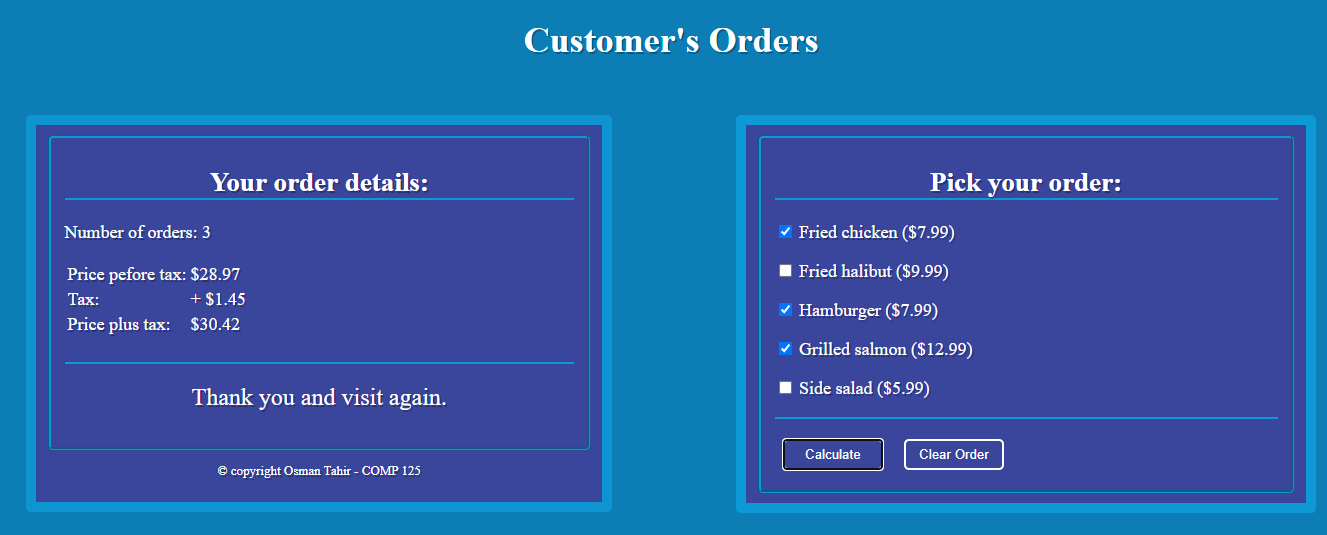 Customer's Orders
Your order details:
Number of orders: 3
Price pefore tax: $28.97
Tax: + $1.45
Price plus tax: $30.42
Thank you and visit again.
© copyright Osman Tahir - COMP 125
Pick your order:
Fried chicken ($7.99)
Fried halibut ($9.99)
Hamburger ($7.99)
Grilled salmon ($12.99)
Side salad ($5.99)
Calculate Clear Order